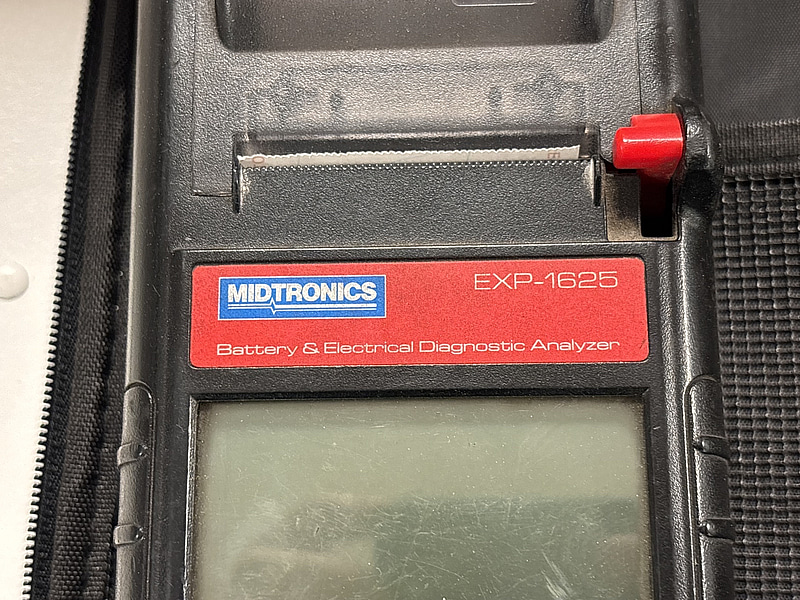 MIDTRONICS
EXP-1625
Battery & Electrical Diagnostic Analyzer